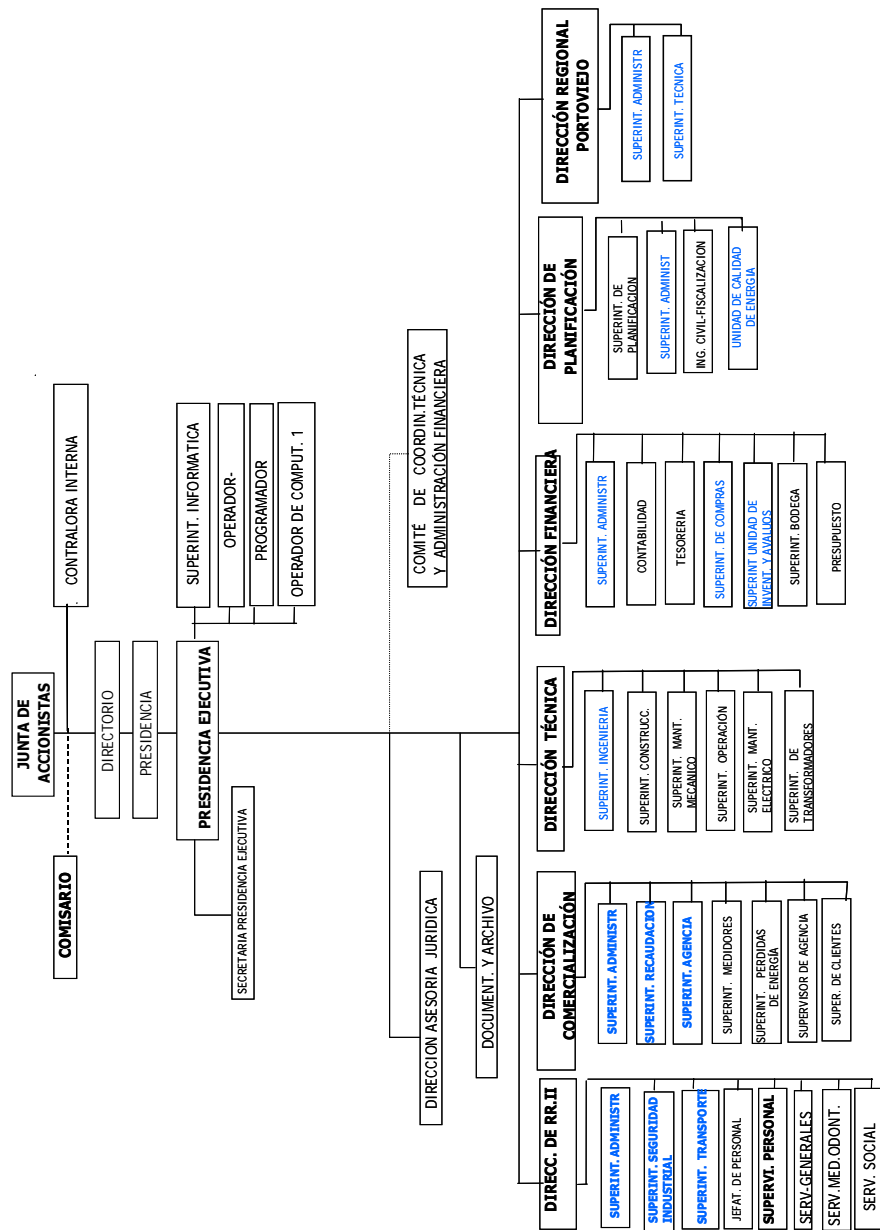 JUNTA DE
ACCIONISTAS
COMISARIO
CONTRALORA INTERNA
DIRECTORIO
PRESIDENCIA
PRESIDENCIA EJECUTIVA
SECRETARIA PRESIDENCIA EJECUTIVA
SUPERINT. INFORMATICA
OPERADOR-
PROGRAMADOR
OPERADOR DE COMPUT. 1
DIRECCION ASESORIA JURIDICA
COMITÉ DE COORDIN.TÉCNICA
Y ADMINISTRACIÓN FINANCIERA
DOCUMENT. Y ARCHIVO
DIRECC. DE RR.II
SUPERINT. ADMINISTR
SUPERINT. SEGURIDAD
INDUSTRIAL
SUPERINT. TRANSPORTE
JEFAT. DE PERSONAL
SUPERVI. PERSONAL
SERV-GENERALES
SERV.MED.ODONT.
SERV. SOCIAL
DIRECCIÓN DE
COMERCIALIZACIÓN
SUPERINT. ADMINISTR
SUPERINT. RECAUDACION
SUPERINT. AGENCIA
SUPERINT. MEDIDORES
SUPERINT. PERDIDAS
DE ENERGÍA
SUPERVISOR DE AGENCIA
SUPER. DE CLIENTES
DIRECCIÓN TÉCNICA
SUPERINT. INGENIERIA
SUPERINT. CONSTRUCC.
SUPERINT. MANT.
MECANICO
SUPERINT. OPERACIÓN
SUPERINT. MANT.
ELECTRICO
SUPERINT. DE
TRANSFORMADORES
DIRECCIÓN FINANCIERA
SUPERINT. ADMINISTR
CONTABILIDAD
TESORERIA
SUPERINT. DE COMPRAS
SUPERINT UNIDAD DE
INVENT. Y AVALUOS
SUPERINT. BODEGA
PRESUPUESTO
DIRECCIÓN DE
PLANIFICACIÓN
SUPERINT. DE
PLANIFICACION
SUPERINT. ADMINIST
ING. CIVIL-FISCALIZACION
UNIDAD DE CALIDAD
DE ENERGIA
DIRECCIÓN REGIONAL
PORTOVIEJO
SUPERINT. ADMINISTR
SUPERINT. TECNICA